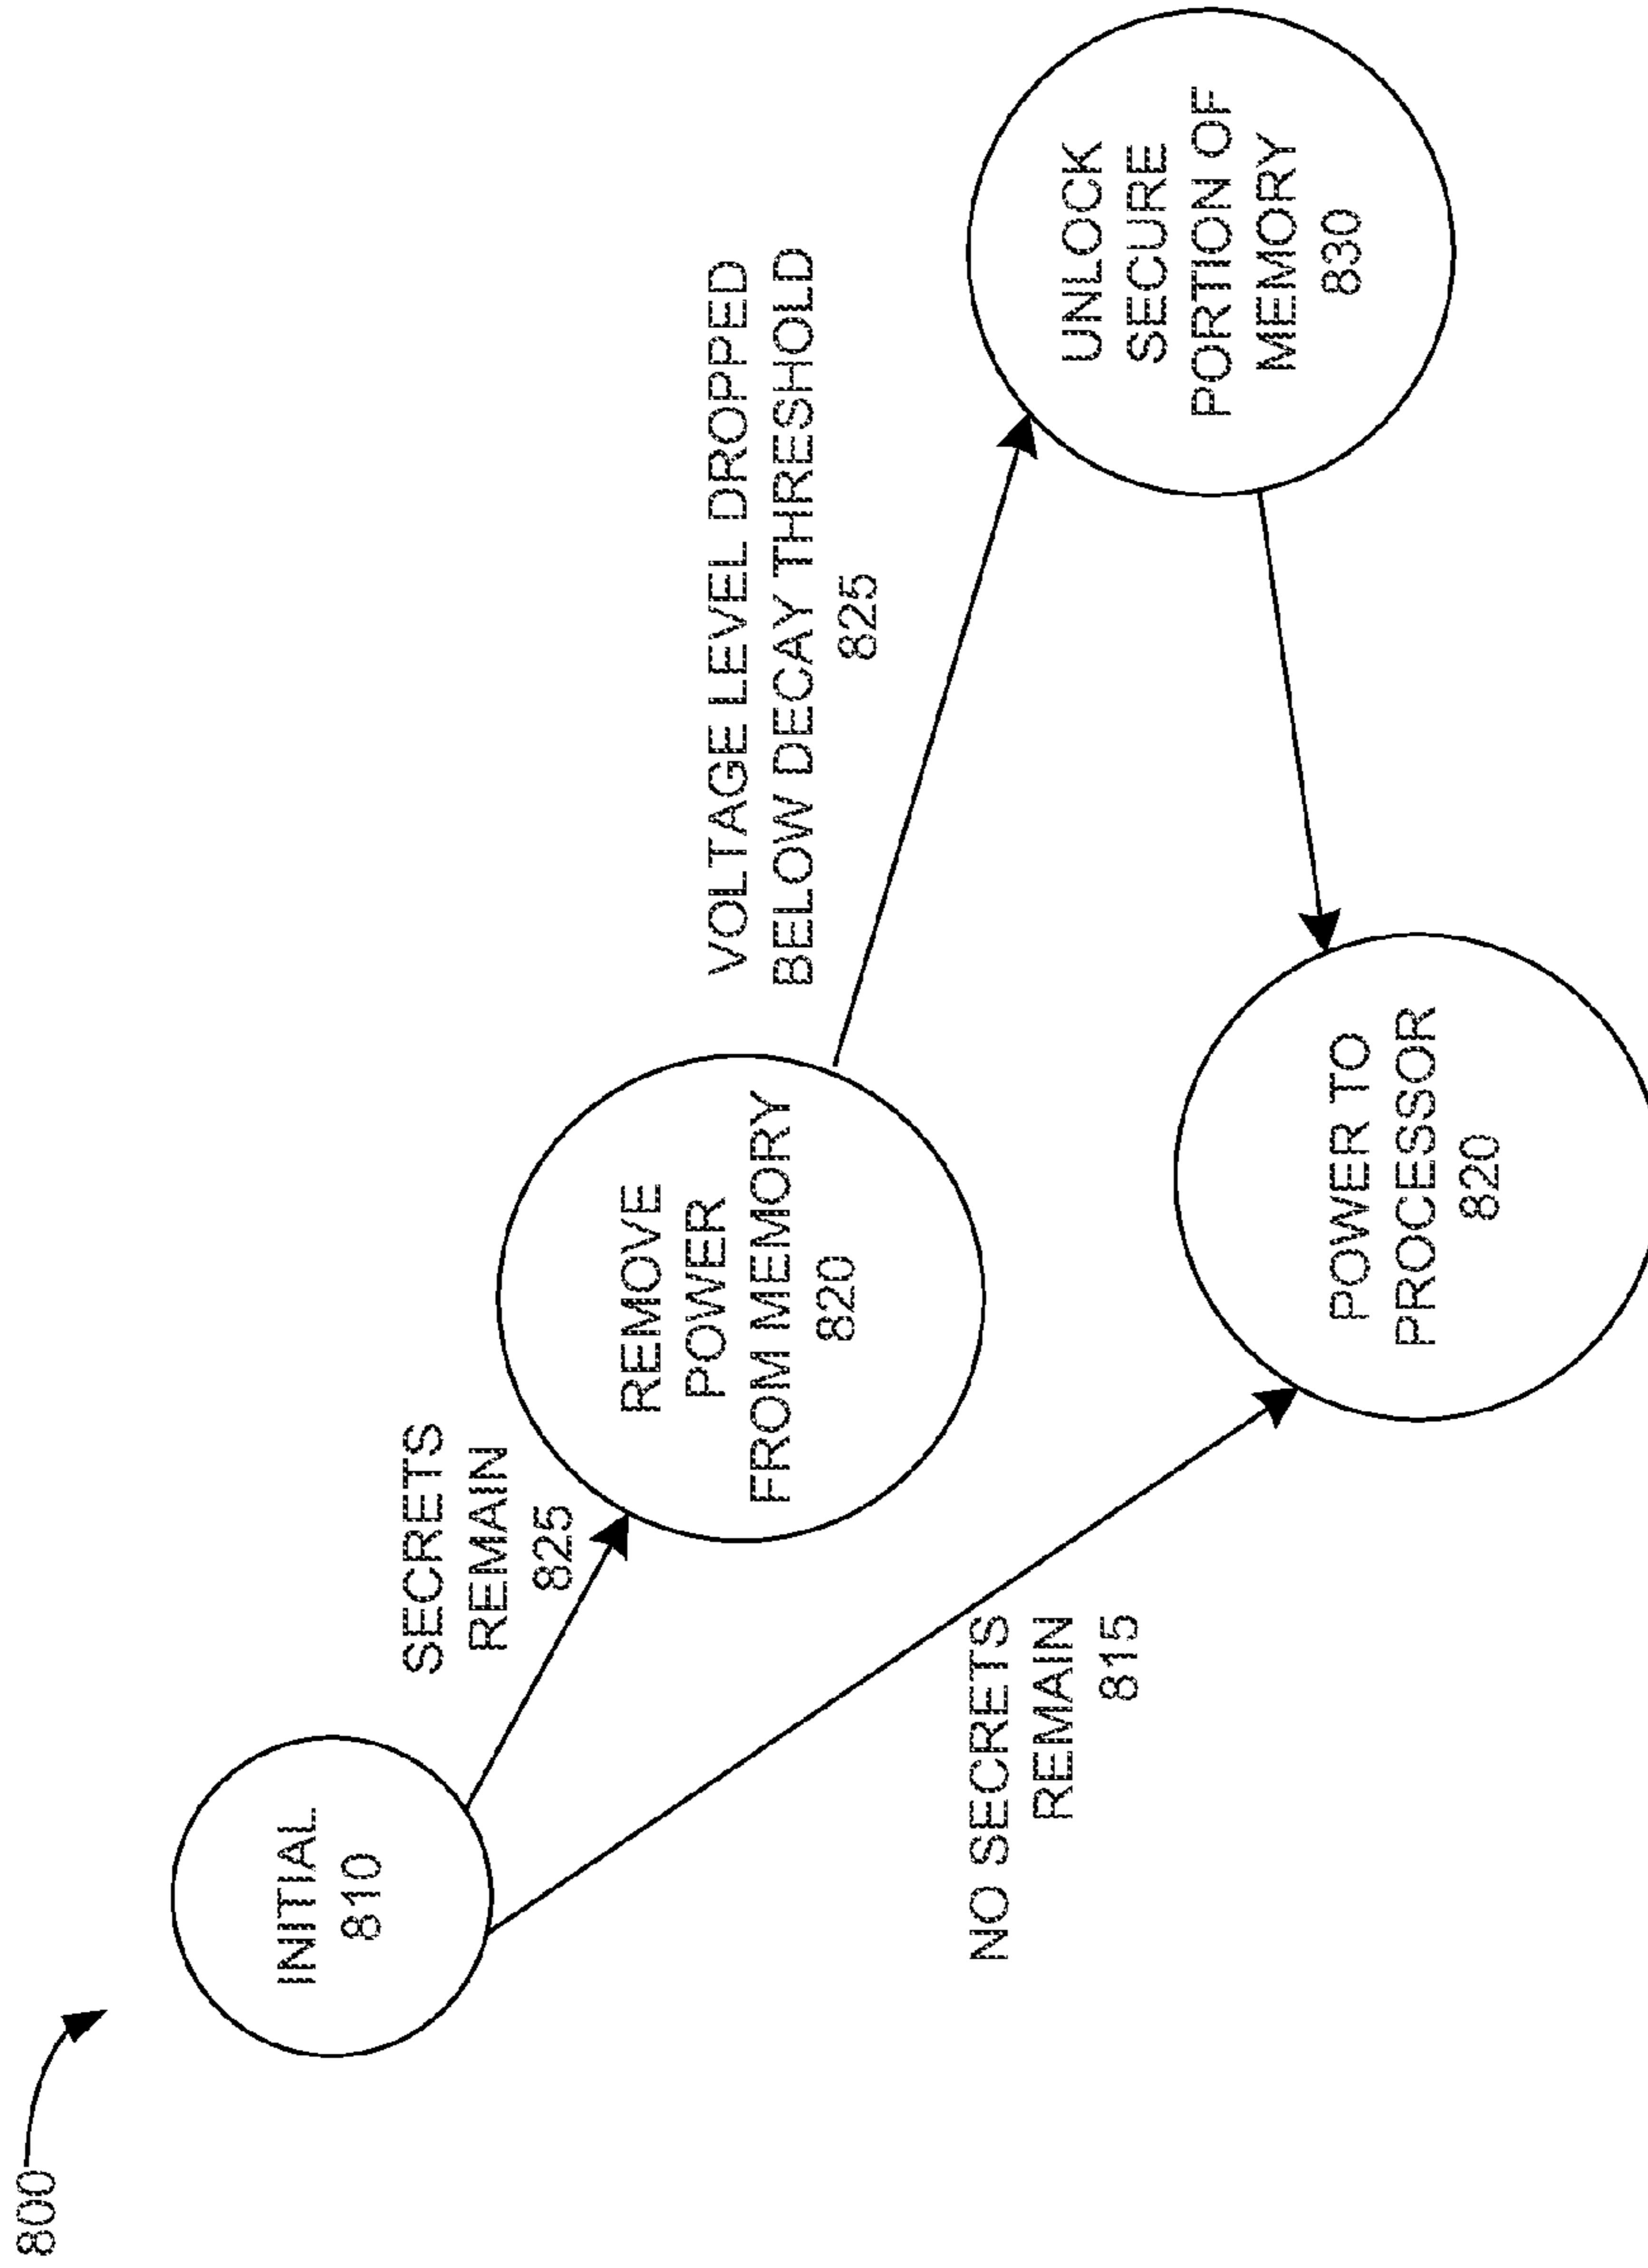 800
INITIAL
810
SECRETS
REMAIN
825
REMOVE
POWER
FROM MEMORY
820
VOLTAGE LEVEL DROPPED
BELOW DECAY THRESHOLD
825
UNLOCK
SECURE
PORTION OF
MEMORY
830
NO SECRETS
REMAIN
815
POWER TO
PROCESSOR
820